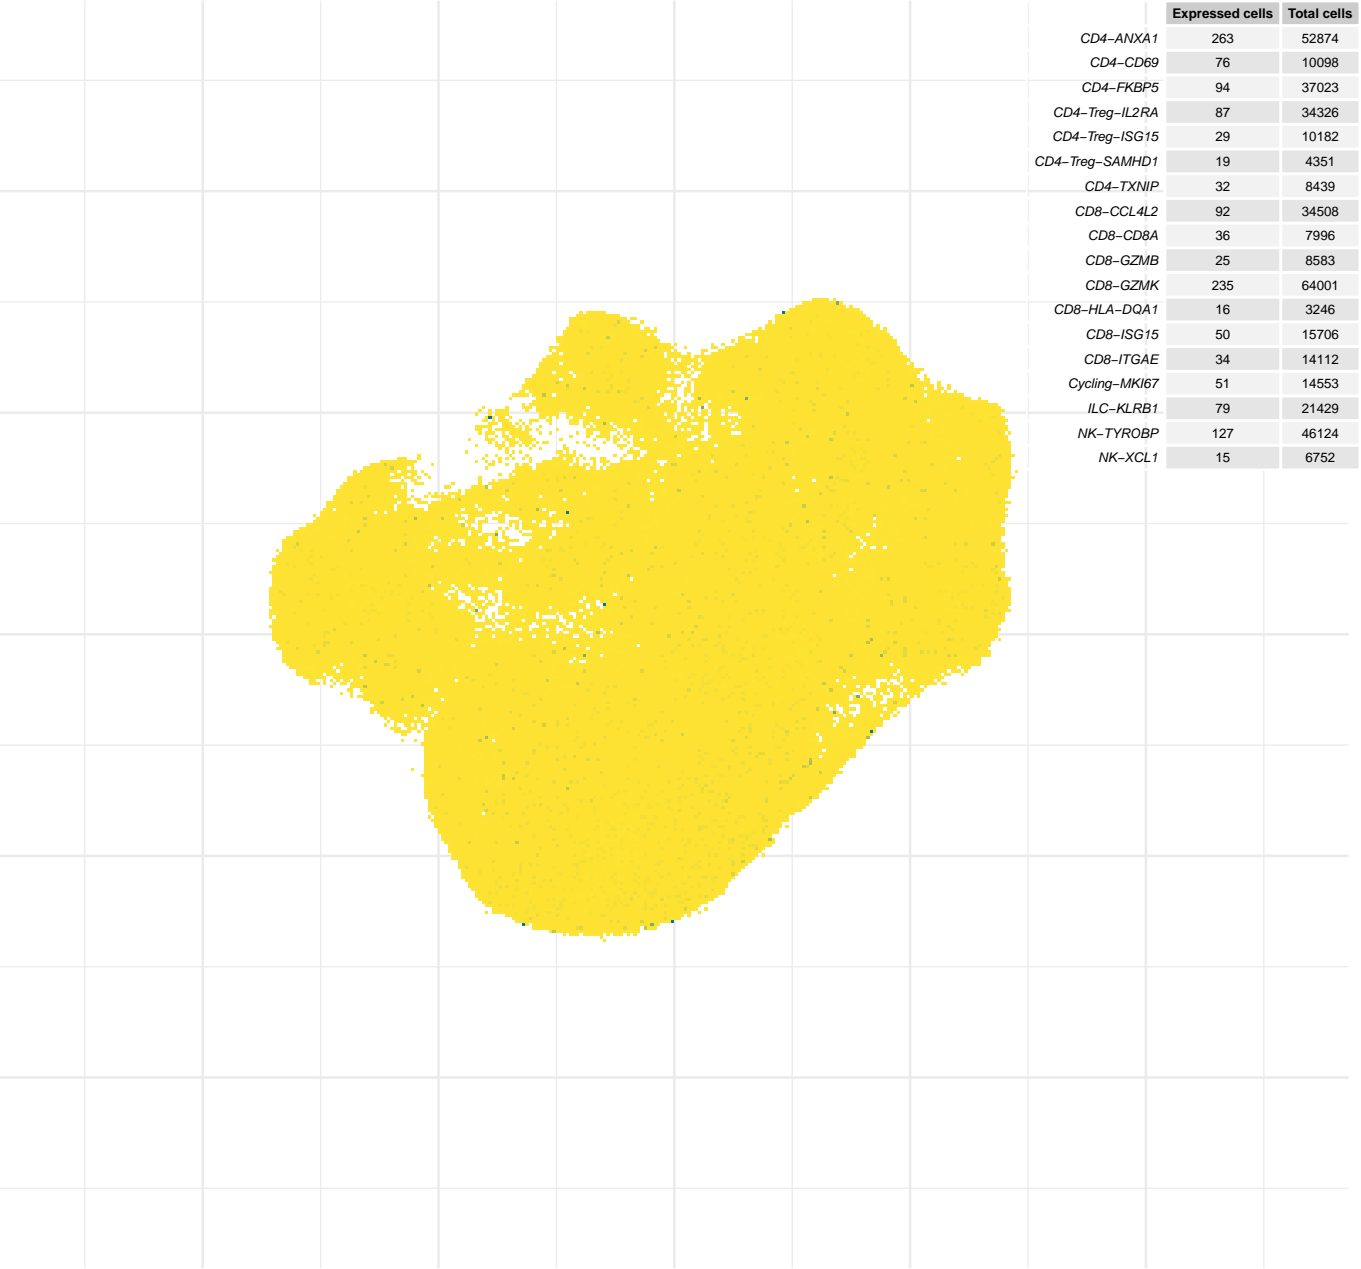 Expressed cells Total cells
CD4−ANXA1 263 52874
CD4−CD69 76 10098
CD4−FKBP5 94 37023
CD4−Treg−IL2RA 87 34326
CD4−Treg−ISG15 29 10182
CD4−Treg−SAMHD1 19 4351
CD4−TXNIP 32 8439
CD8−CCL4L2 92 34508
CD8−CD8A 36 7996
CD8−GZMB 25 8583
CD8−GZMK 235 64001
CD8−HLA−DQA1 16 3246
CD8−ISG15 50 15706
CD8−ITGAE 34 14112
Cycling−MKI67 51 14553
ILC−KLRB1 79 21429
NK−TYROBP 127 46124
NK−XCL1 15 6752